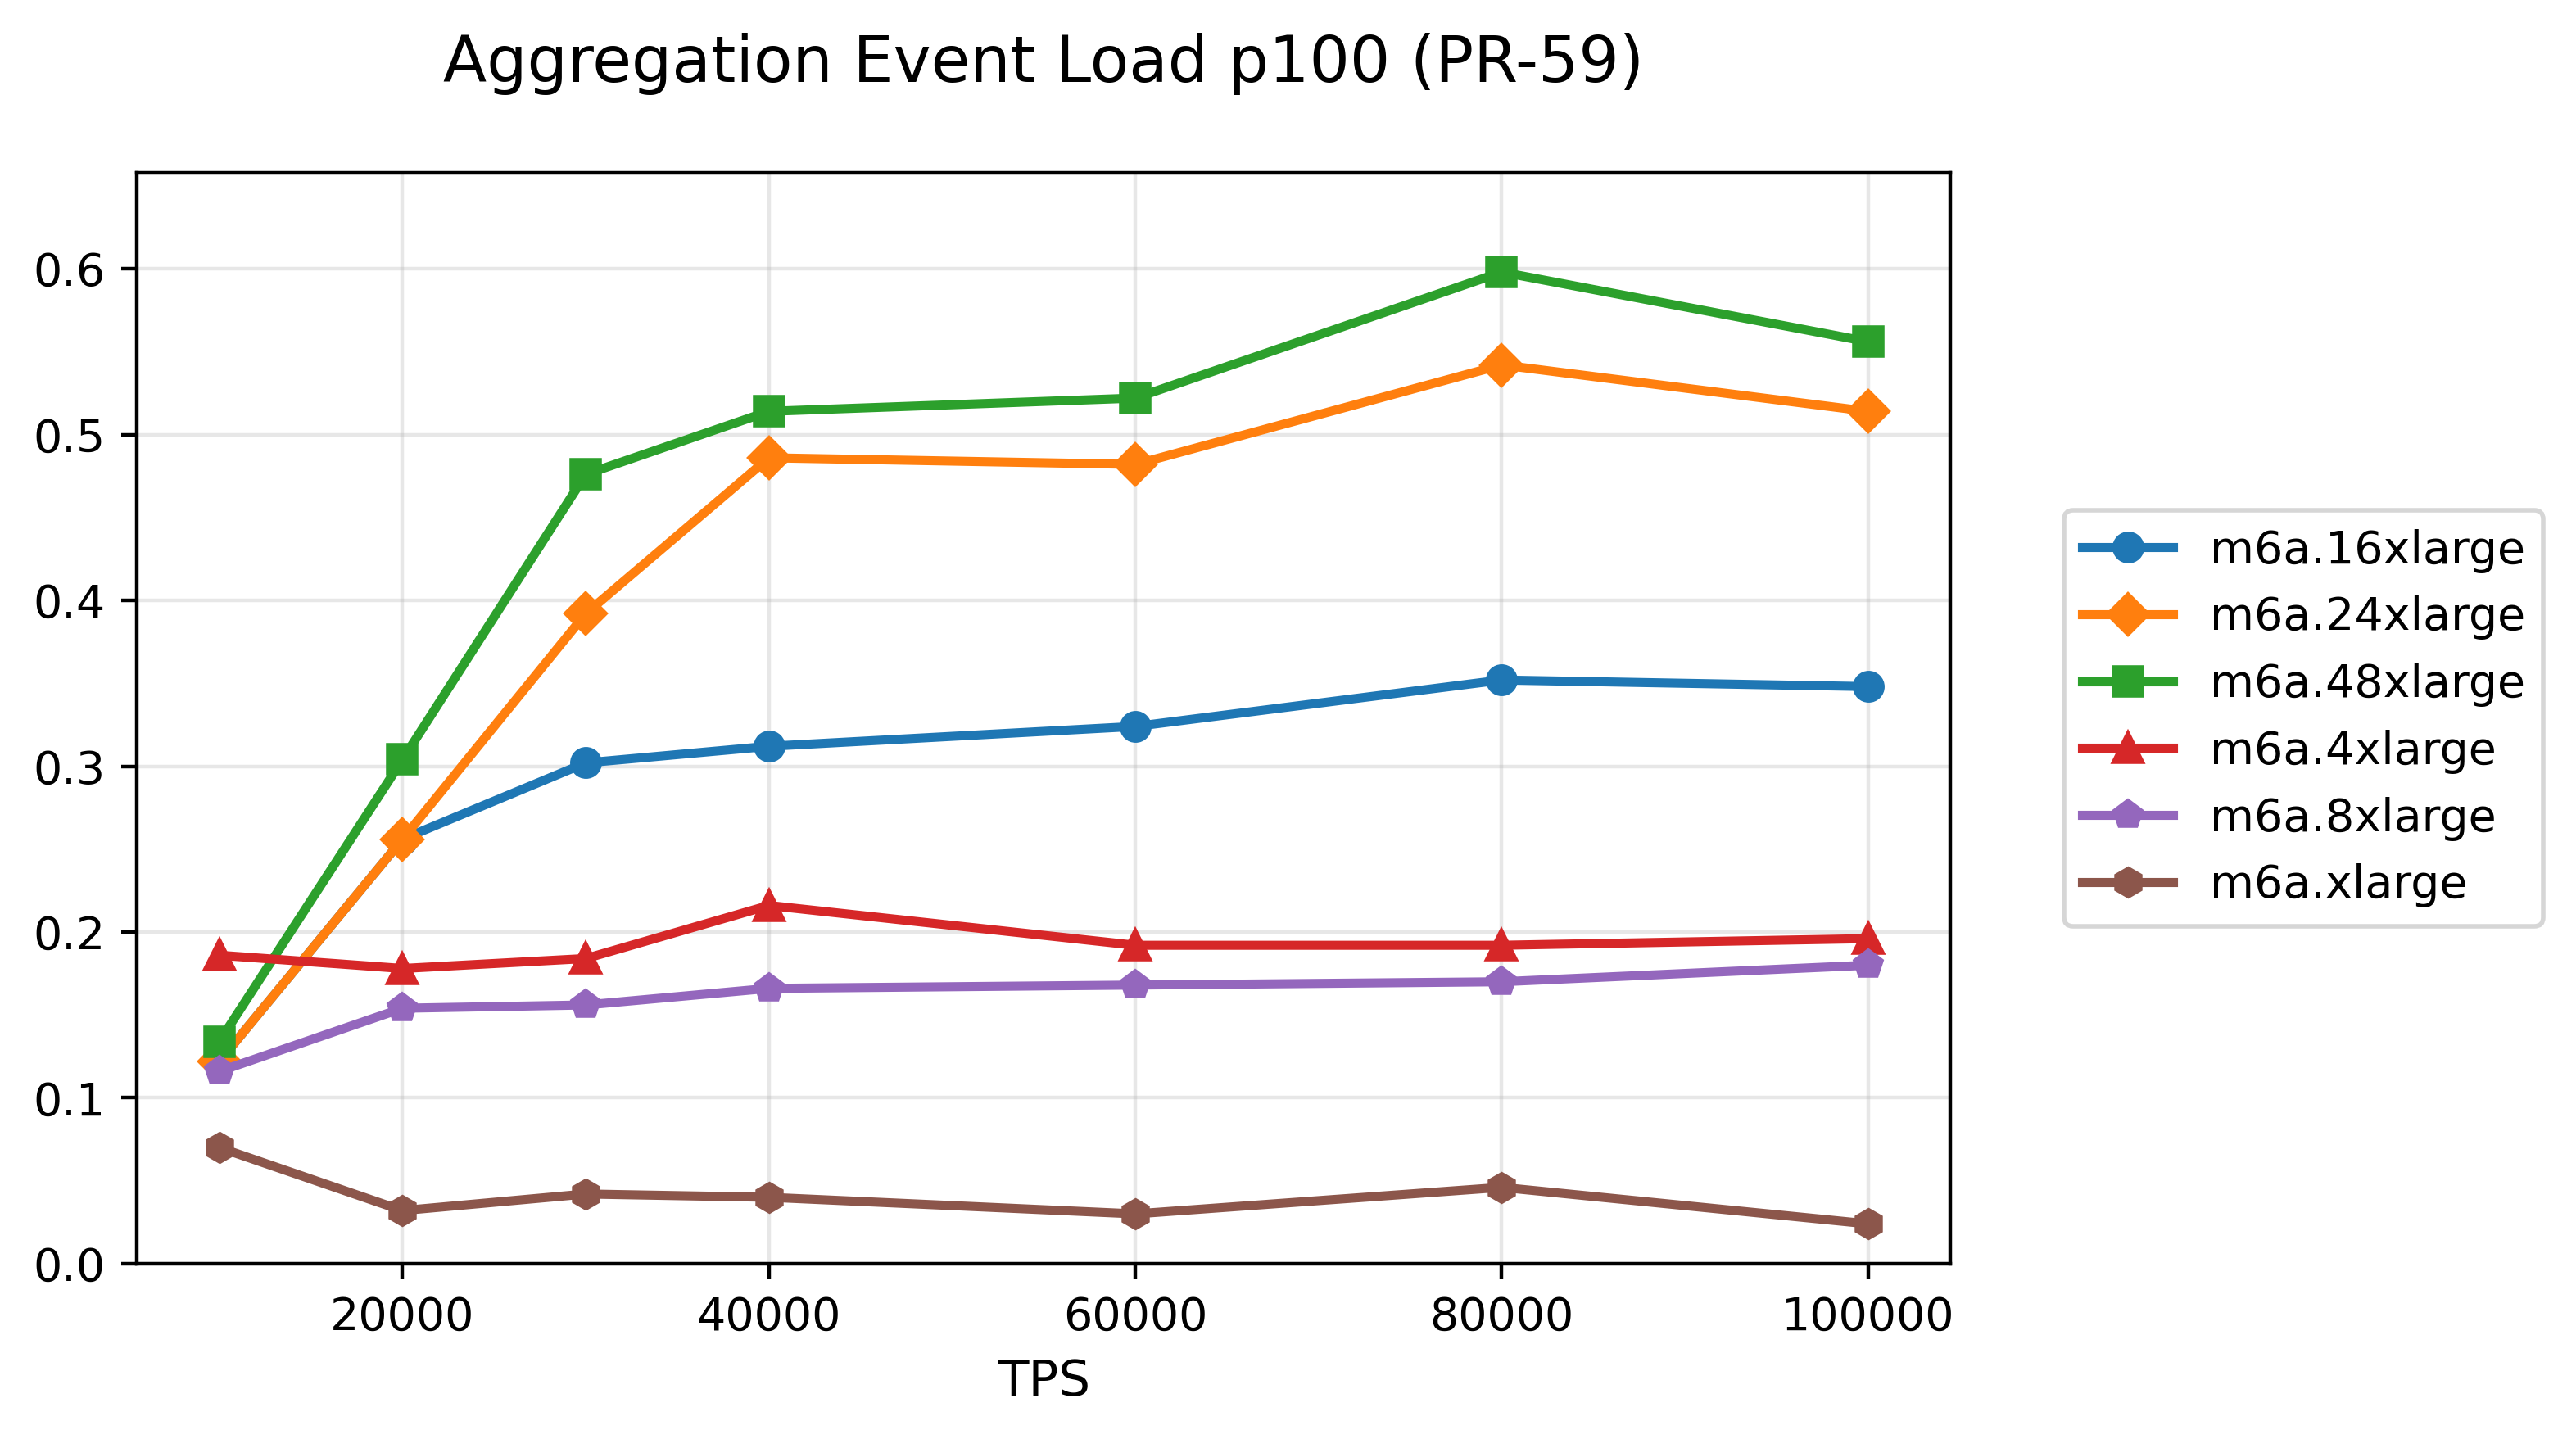 Aggregation Event Load p100 (PR-59)
0.6
0.5
0.4
0.3
0.2
0.1
0.0
20000 40000 60000 80000 100000
TPS
m6a.16xlarge
m6a.24xlarge
m6a.48xlarge
m6a.4xlarge
m6a.8xlarge
m6a.xlarge